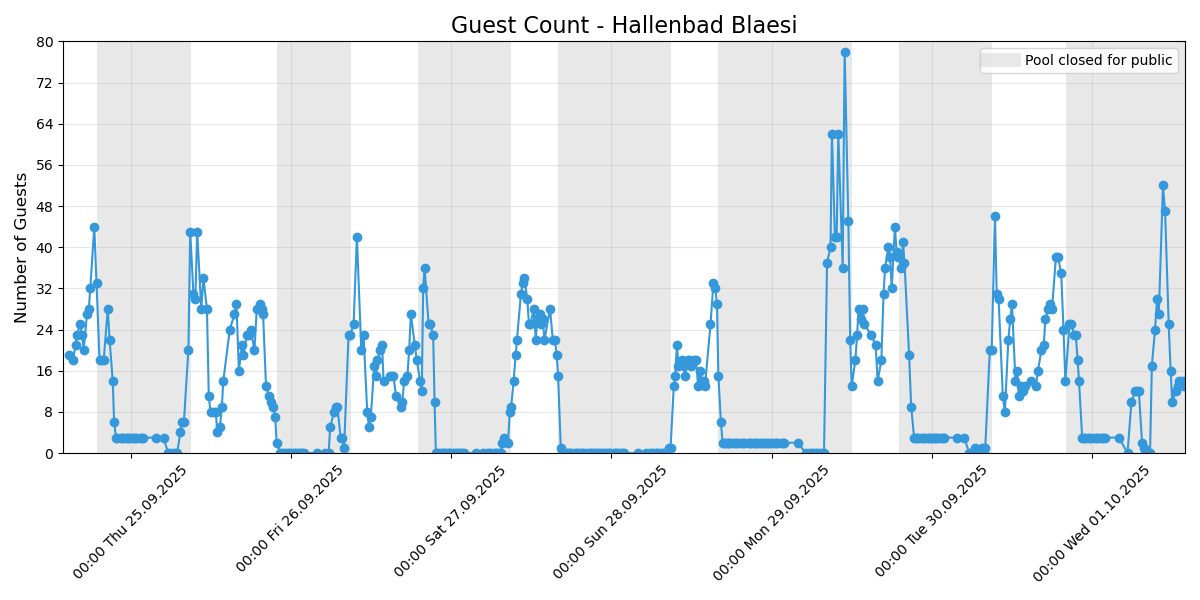 Guest Count - Hallenbad Blaesi
Pool closed for public
Number of Guests
80
72
64
56
48
40
32
24
16
8
0
00:00 Thu 25.09.2025
00:00 Fri 26.09.2025
00:00 Sat 27.09.2025
00:00 Sun 28.09.2025
00:00 Mon 29.09.2025
00:00 Tue 30.09.2025
00:00 Wed 01.10.2025